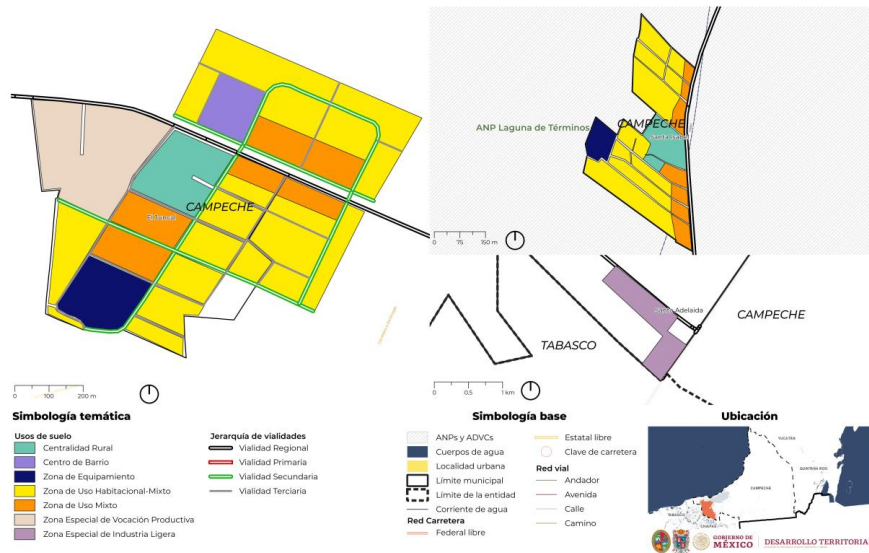 CAMPECHE
El Juncal
0 100 200 m
ANP Laguna de Términos
CAMPECHE
Santa Isabel
0 75 150 m
Santa Adelaida
CAMPECHE
TABASCO
0 0.5 1 km
Simbología temática
Usos de suelo
Centralidad Rural
Centro de Barrio
Zona de Equipamiento
Zona de Uso Habitacional-Mixto
Zona de Uso Mixto
Zona Especial de Vocación Productiva
Zona Especial de Industria Ligera
Jerarquía de vialidades
Vialidad Regional
Vialidad Primaria
Vialidad Secundaria
Vialidad Terciaria
Simbología base
ANPs y ADVCs
Cuerpos de agua
Localidad urbana
Límite municipal
Límite de la entidad
Corriente de agua
Red Carretera
Federal libre
Estatal libre
Clave de carretera
Red vial
Andador
Avenida
Calle
Camino
Ubicación
YUCATÁN
QUINTANA ROO
CAMPECHE
TABASCO
CHIAPAS
GOBIERNO DE
MÉXICO
DESARROLLO TERRITORIAL